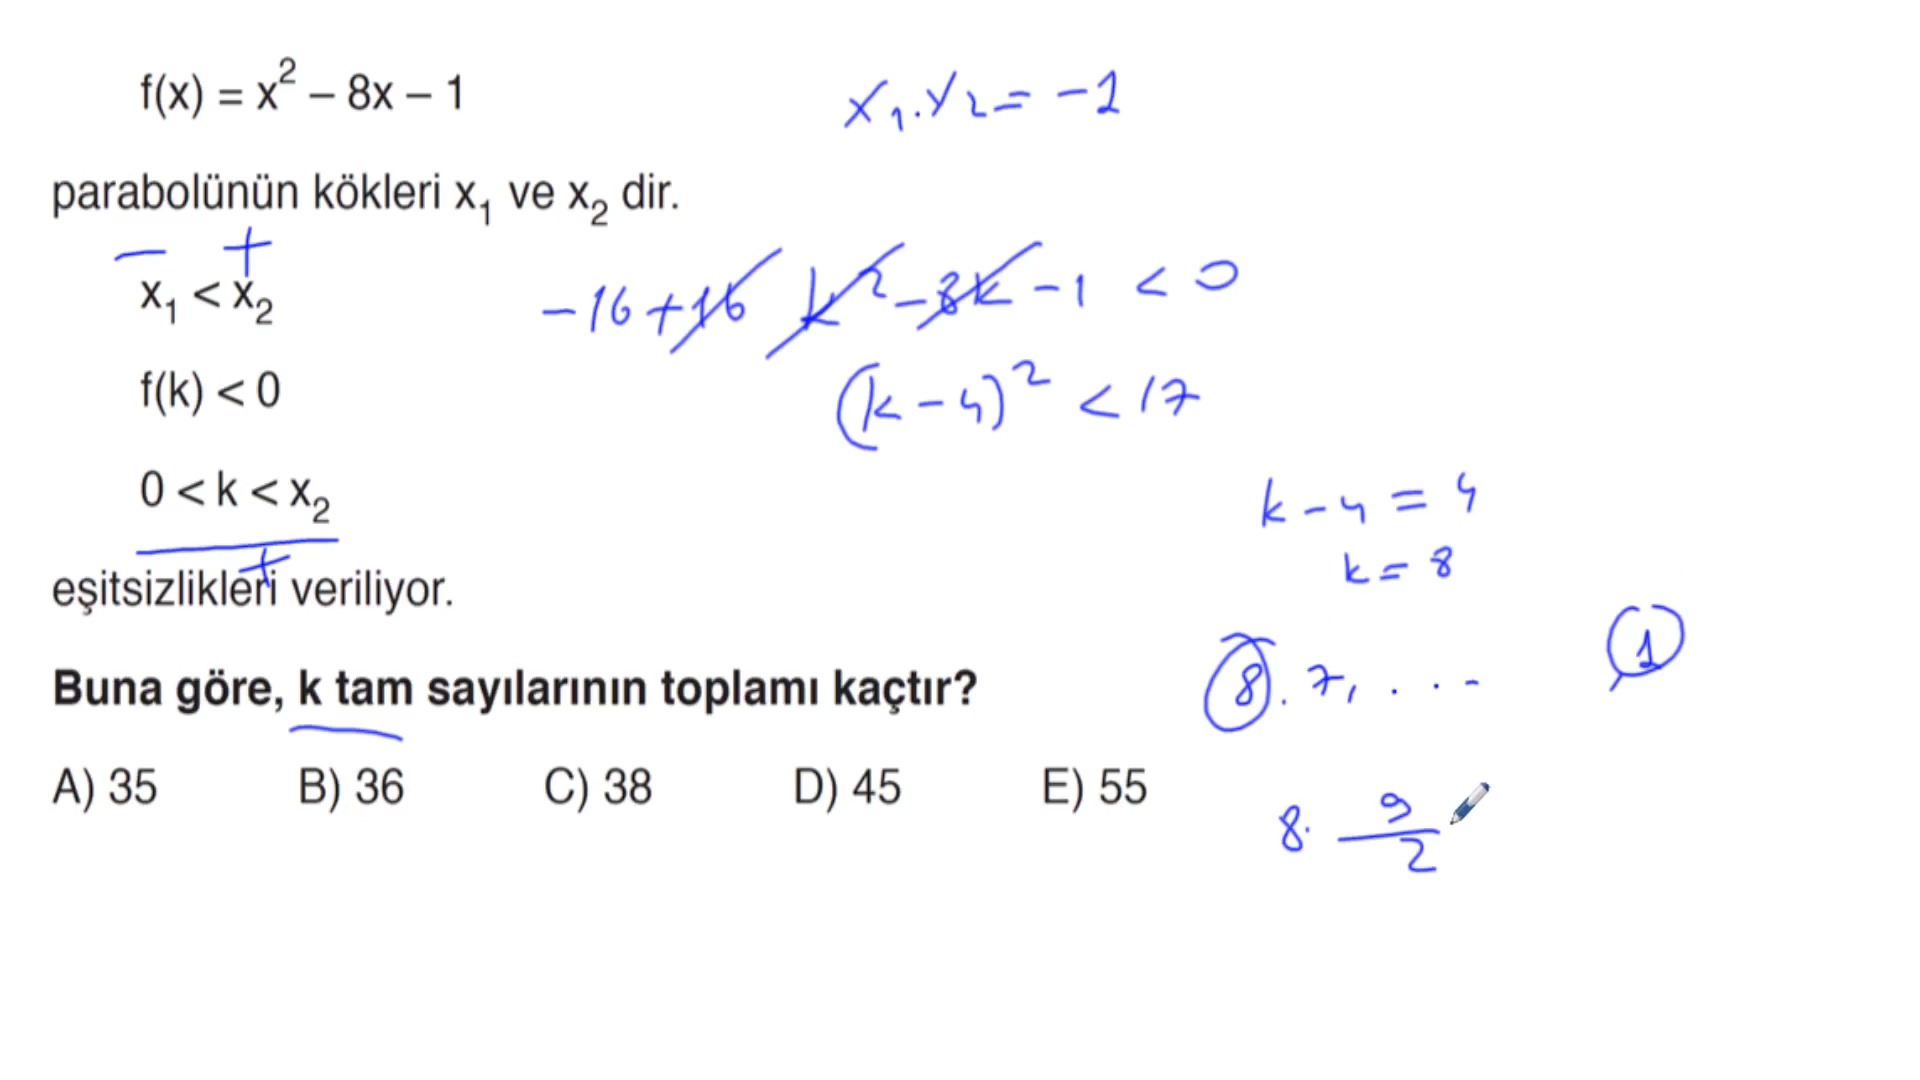 f(x) = x² – 8x – 1
x₁.x₂ = -1
parabolünün kökleri x₁ ve x₂ dir.
– +
x₁ < x₂
-16+16 k²-8k-1 < 0
f(k) < 0
(k-4)² < 17
0 < k < x₂
+
k-4 = 4
k = 8
eşitsizlikleri veriliyor.
Buna göre, k tam sayılarının toplamı kaçtır?
8. 7, . . - 1
A) 35 B) 36 C) 38 D) 45 E) 55
8. 9/2